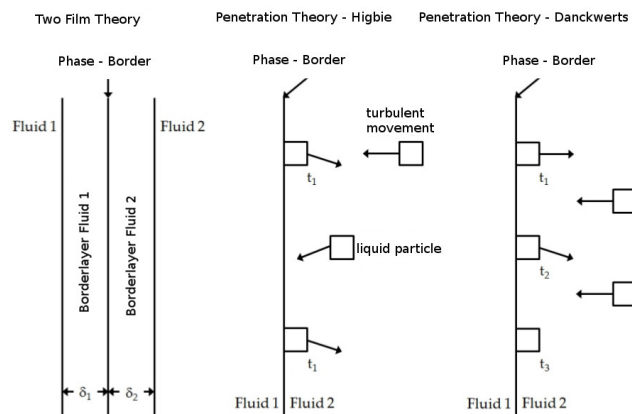 Two Film Theory
Phase - Border
Fluid 1
Fluid 2
Borderlayer Fluid 1
Borderlayer Fluid 2
δ1
δ2
Penetration Theory - Higbie
Phase - Border
turbulent
movement
t1
liquid particle
t1
Fluid 1
Fluid 2
Penetration Theory - Danckwerts
Phase - Border
t1
t2
t3
Fluid 1
Fluid 2